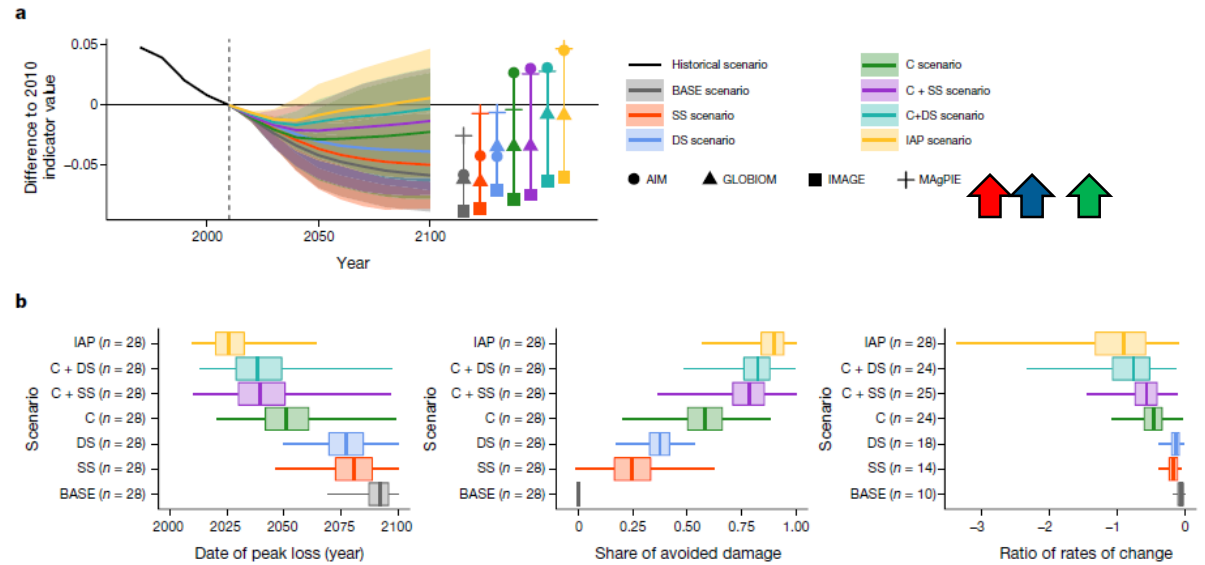 a
Difference to 2010
indicator value
0.05
0
−0.05
2000
2050
2100
Year
Historical scenario
BASE scenario
SS scenario
DS scenario
C scenario
C + SS scenario
C+DS scenario
IAP scenario
AIM
GLOBIOM
IMAGE
MAgPIE
b
Scenario
IAP (n = 28)
C + DS (n = 28)
C + SS (n = 28)
C (n = 28)
DS (n = 28)
SS (n = 28)
BASE (n = 28)
2000 2025 2050 2075 2100
Date of peak loss (year)
Scenario
IAP (n = 28)
C + DS (n = 28)
C + SS (n = 28)
C (n = 28)
DS (n = 28)
SS (n = 28)
BASE (n = 28)
0 0.25 0.50 0.75 1.00
Share of avoided damage
Scenario
IAP (n = 28)
C + DS (n = 24)
C + SS (n = 25)
C (n = 24)
DS (n = 18)
SS (n = 14)
BASE (n = 10)
−3 −2 −1 0
Ratio of rates of change